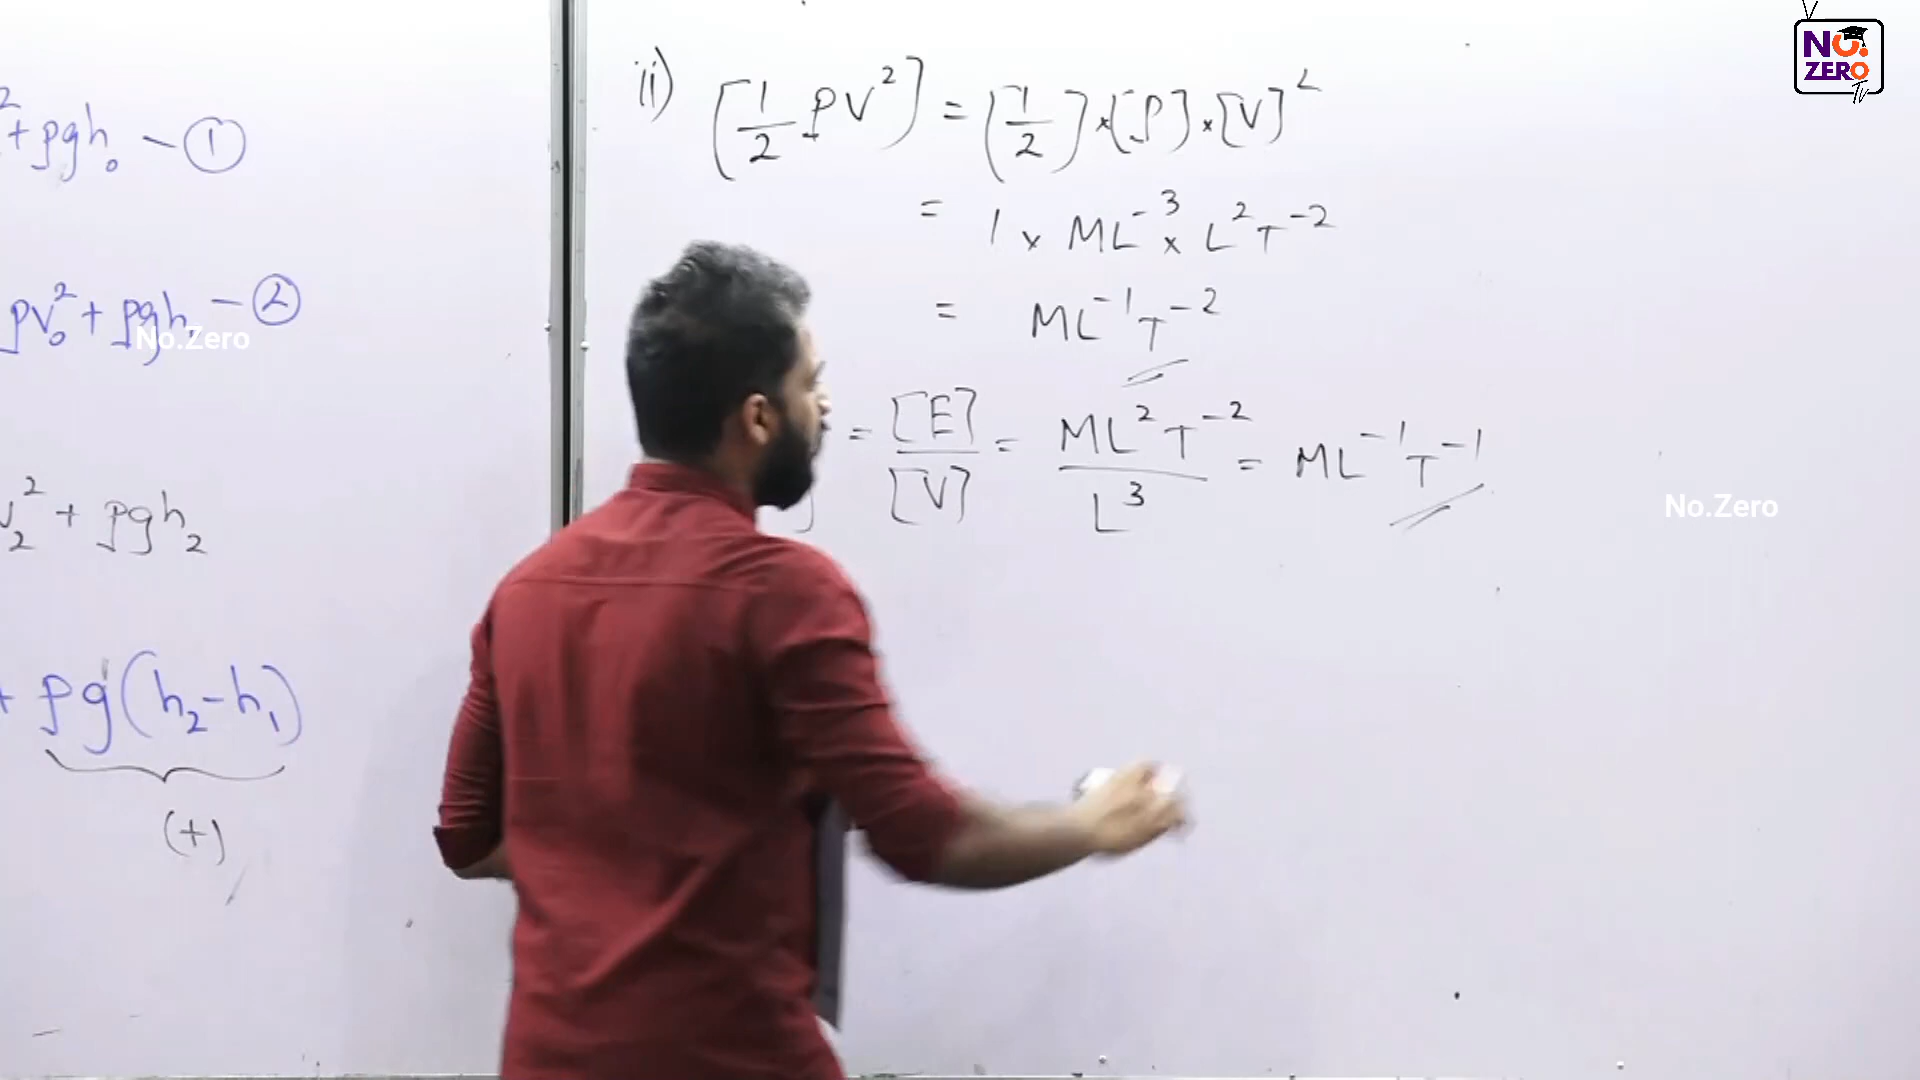 ² + ρgh₀ — ①
ρv₀² + ρgh — ②
v₂² + ρgh₂
+ ρg(h₂-h₁)
(+)
ii) [1/2 ρV²] = [1/2] × [ρ] × [V]²
= 1 × ML⁻³ × L²T⁻²
= ML⁻¹T⁻²
= [E]/[V] = ML²T⁻²/L³ = ML⁻¹T⁻¹
No.Zero
No.Zero
NO.
ZERO
Tv